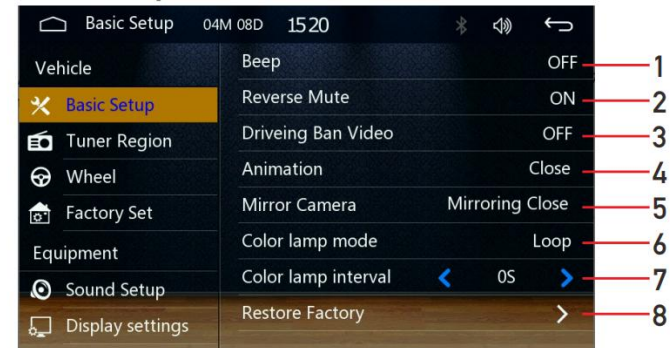 Basic Setup 04M 08D 15 20
Vehicle
Basic Setup
Tuner Region
Wheel
Factory Set
Equipment
Sound Setup
Display settings
Beep OFF 1
Reverse Mute ON 2
Driveing Ban Video OFF 3
Animation Close 4
Mirror Camera Mirroring Close 5
Color lamp mode Loop 6
Color lamp interval 0S 7
Restore Factory 8